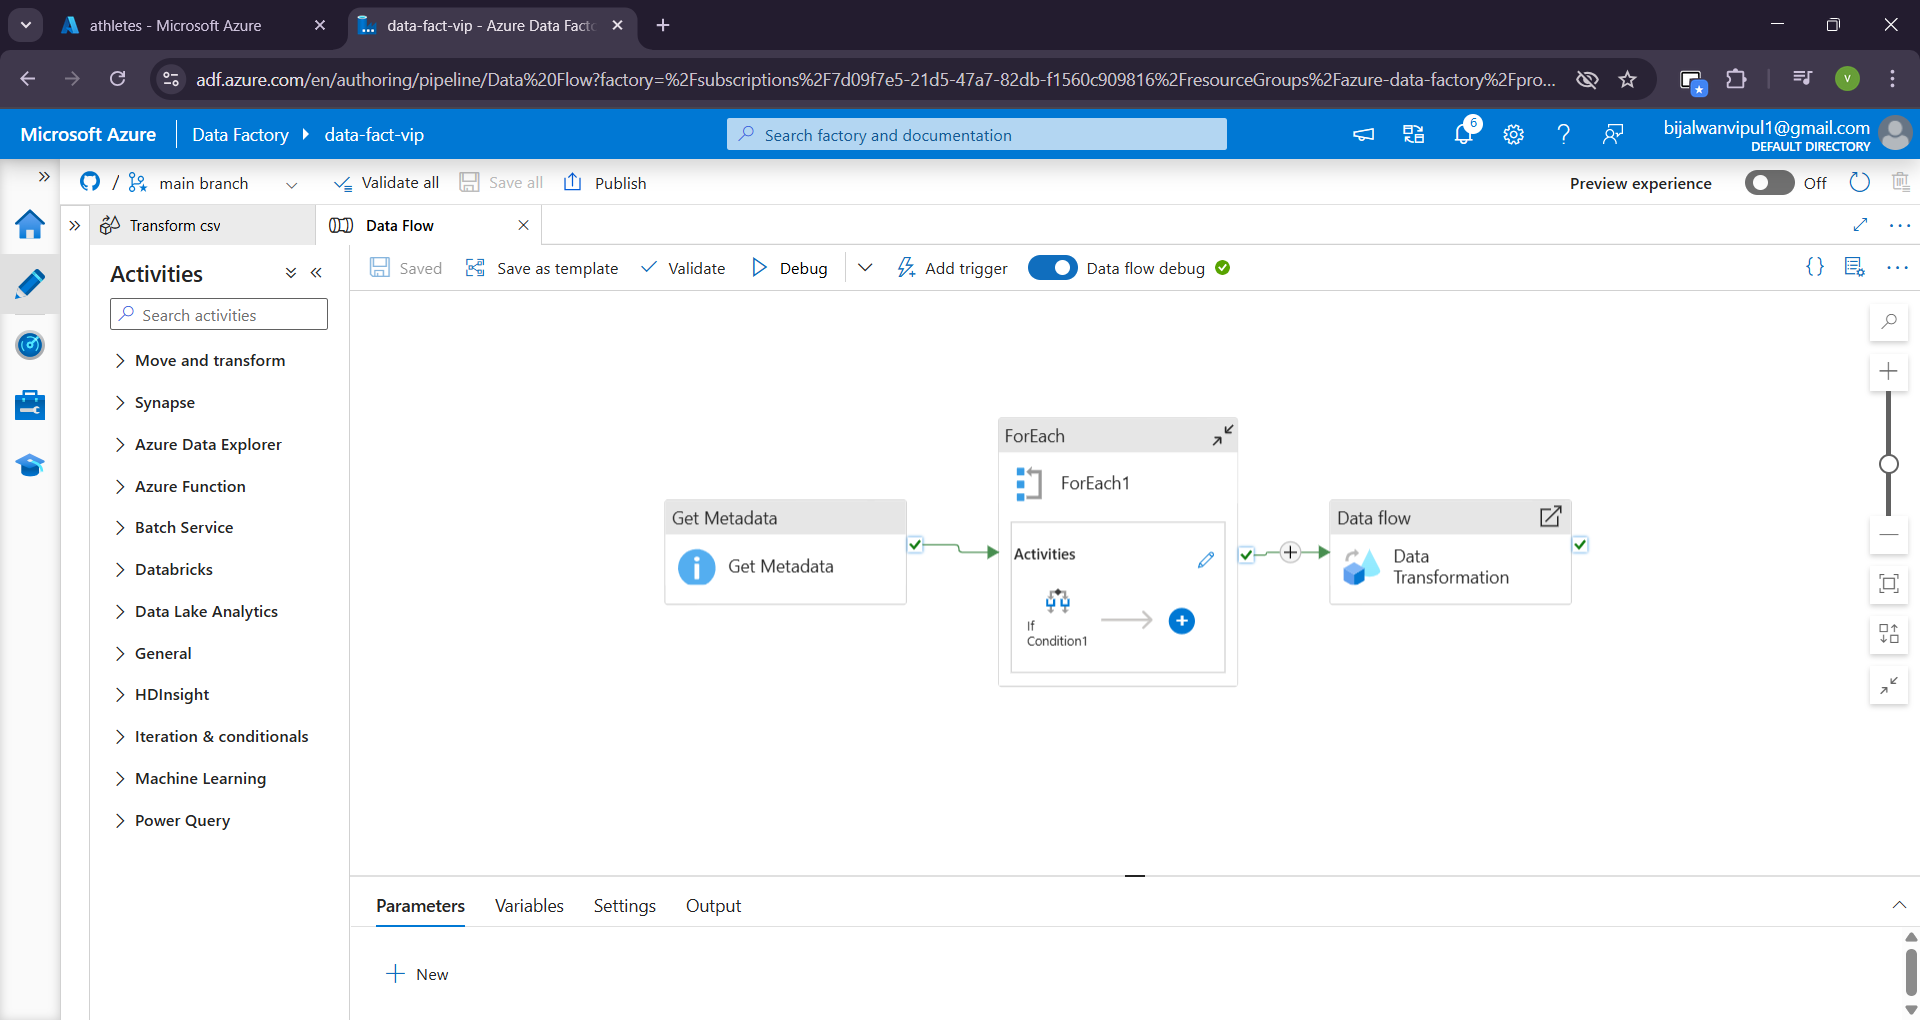 athletes - Microsoft Azure
data-fact-vip - Azure Data Facto
adf.azure.com/en/authoring/pipeline/Data%20Flow?factory=%2Fsubscriptions%2F7d09f7e5-21d5-47a7-82db-f1560c909816%2FresourceGroups%2Fazure-data-factory%2Fpro...
V
Microsoft Azure
Data Factory
data-fact-vip
Search factory and documentation
6
bijalwanvipul1@gmail.com
DEFAULT DIRECTORY
/
main branch
Validate all
Save all
Publish
Preview experience
Off
Transform csv
Data Flow
Activities
Search activities
Move and transform
Synapse
Azure Data Explorer
Azure Function
Batch Service
Databricks
Data Lake Analytics
General
HDInsight
Iteration & conditionals
Machine Learning
Power Query
Saved
Save as template
Validate
Debug
Add trigger
Data flow debug
{}
Get Metadata
Get Metadata
ForEach
ForEach1
Activities
If
Condition1
Data flow
Data
Transformation
Parameters
Variables
Settings
Output
New